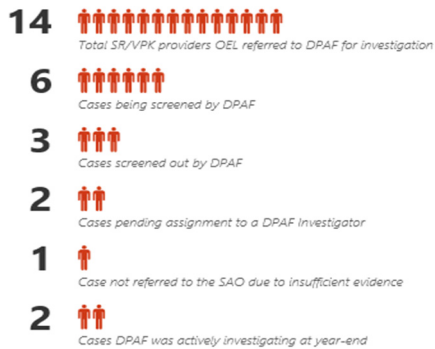 14
Total SR/VPK providers OEL referred to DPAF for investigation
6
Cases being screened by DPAF
3
Cases screened out by DPAF
2
Cases pending assignment to a DPAF Investigator
1
Case not referred to the SAO due to insufficient evidence
2
Cases DPAF was actively investigating at year-end